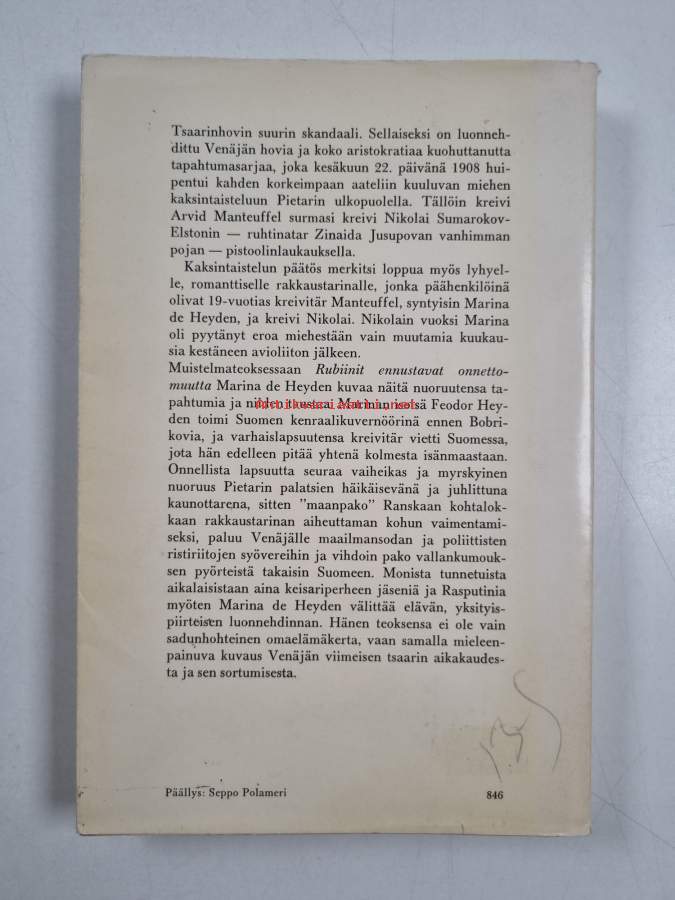 Tsaarinhovin suurin skandaali. Sellaiseksi on luonneh-
dittu Venäjän hovia ja koko aristokratiaa kuohuttanutta
tapahtumasarjaa, joka kesäkuun 22. päivänä 1908 hui-
pentui kahden korkeimpaan aateliin kuuluvan miehen
kaksintaisteluun Pietarin ulkopuolella. Tällöin kreivi
Arvid Manteuffel surmasi kreivi Nikolai Sumarokov-
Elstonin — ruhtinatar Zinaida Jusupovan vanhimman
pojan — pistoolinlaukauksella.
Kaksintaistelun päätös merkitsi loppua myös lyhyel-
le, romanttiselle rakkaustarinalle, jonka päähenkilöinä
olivat 19-vuotias kreivitär Manteuffel, syntyisin Marina
de Heyden, ja kreivi Nikolai. Nikolain vuoksi Marina
oli pyytänyt eroa miehestään vain muutamia kuukau-
sia kestäneen avioliiton jälkeen.
Muistelmateoksessaan Rubiinit ennustavat onnetto-
muutta Marina de Heyden kuvaa näitä nuoruutensa ta-
pahtumia ja niiden taustaa. Marinan setä Feodor Hey-
den toimi Suomen kenraalikuvernöörinä ennen Bobri-
kovia, ja varhaislapsuutensa kreivitär vietti Suomessa,
jota hän edelleen pitää yhtenä kolmesta isänmaastaan.
Onnellista lapsuutta seuraa vaiheikas ja myrskyinen
nuoruus Pietarin palatsien häikäisevänä ja juhlittuna
kaunottarena, sitten "maanpako" Ranskaan kohtalok-
kaan rakkaustarinan aiheuttaman kohun vaimentami-
seksi, paluu Venäjälle maailmansodan ja poliittisten
ristiriitojen syövereihin ja vihdoin pako vallankumouk-
sen pyörteistä takaisin Suomeen. Monista tunnetuista
aikalaisistaan aina keisariperheen jäseniä ja Rasputinia
myöten Marina de Heyden välittää elävän, yksityis-
piirteisen luonnehdinnan. Hänen teoksensa ei ole vain
sadunhohteinen omaelämäkerta, vaan samalla mieleen-
painuva kuvaus Venäjän viimeisen tsaarin aikakaudes-
ta ja sen sortumisesta.
Päällys: Seppo Polameri
846